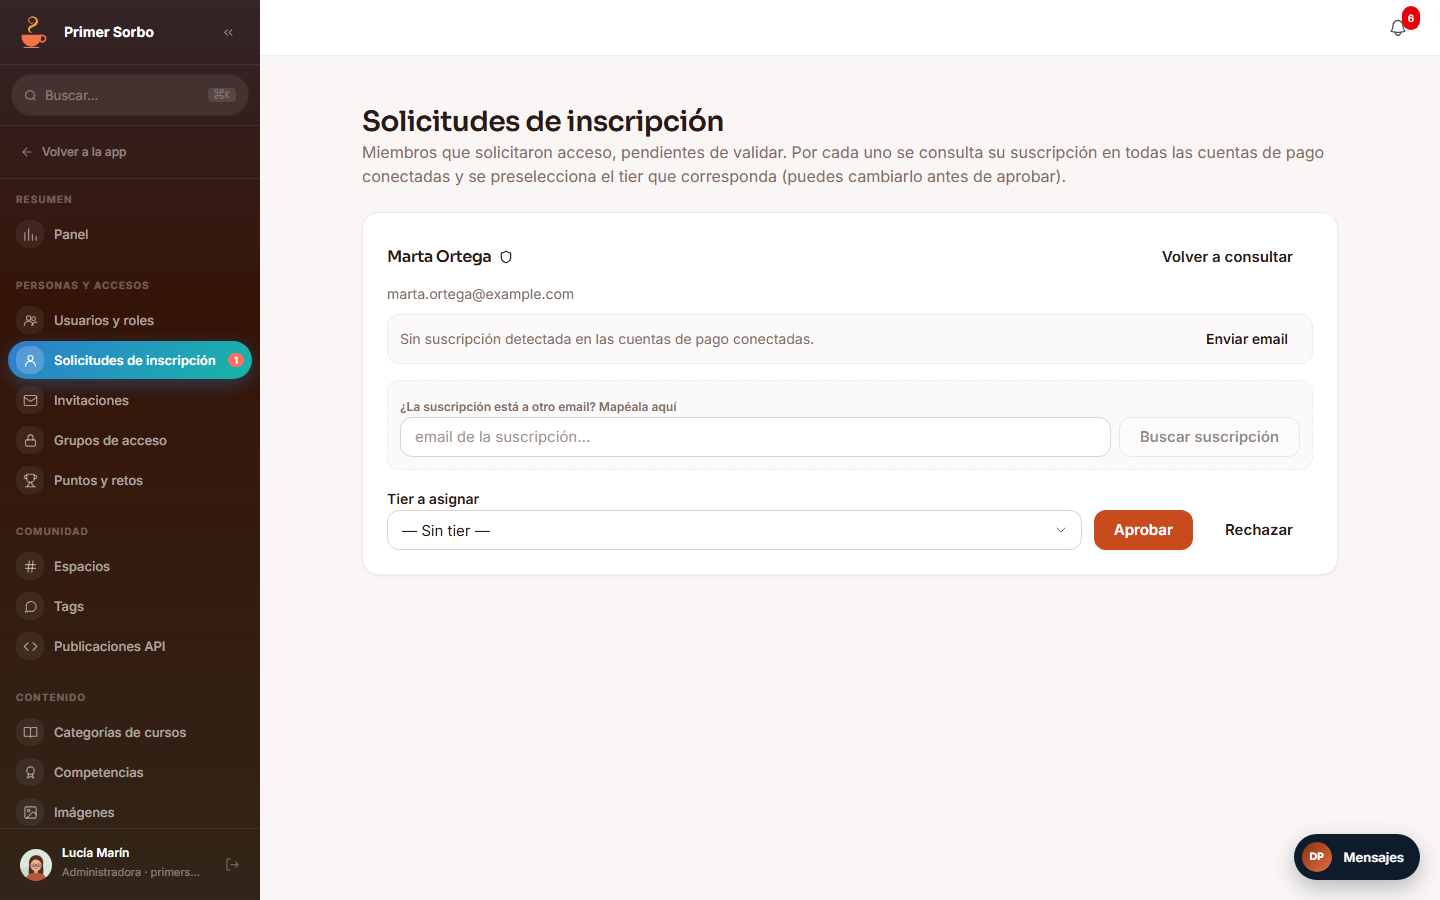 Primer Sorbo
Buscar...
⌘K
Volver a la app
RESUMEN
Panel
PERSONAS Y ACCESOS
Usuarios y roles
Solicitudes de inscripción 1
Invitaciones
Grupos de acceso
Puntos y retos
COMUNIDAD
Espacios
Tags
Publicaciones API
CONTENIDO
Categorías de cursos
Competencias
Imágenes
Lucía Marín
Administradora · primers...
6
Solicitudes de inscripción
Miembros que solicitaron acceso, pendientes de validar. Por cada uno se consulta su suscripción en todas las cuentas de pago
conectadas y se preselecciona el tier que corresponda (puedes cambiarlo antes de aprobar).
Marta Ortega
Volver a consultar
marta.ortega@example.com
Sin suscripción detectada en las cuentas de pago conectadas.
Enviar email
¿La suscripción está a otro email? Mapéala aquí
email de la suscripción...
Buscar suscripción
Tier a asignar
— Sin tier —
Aprobar
Rechazar
DP
Mensajes